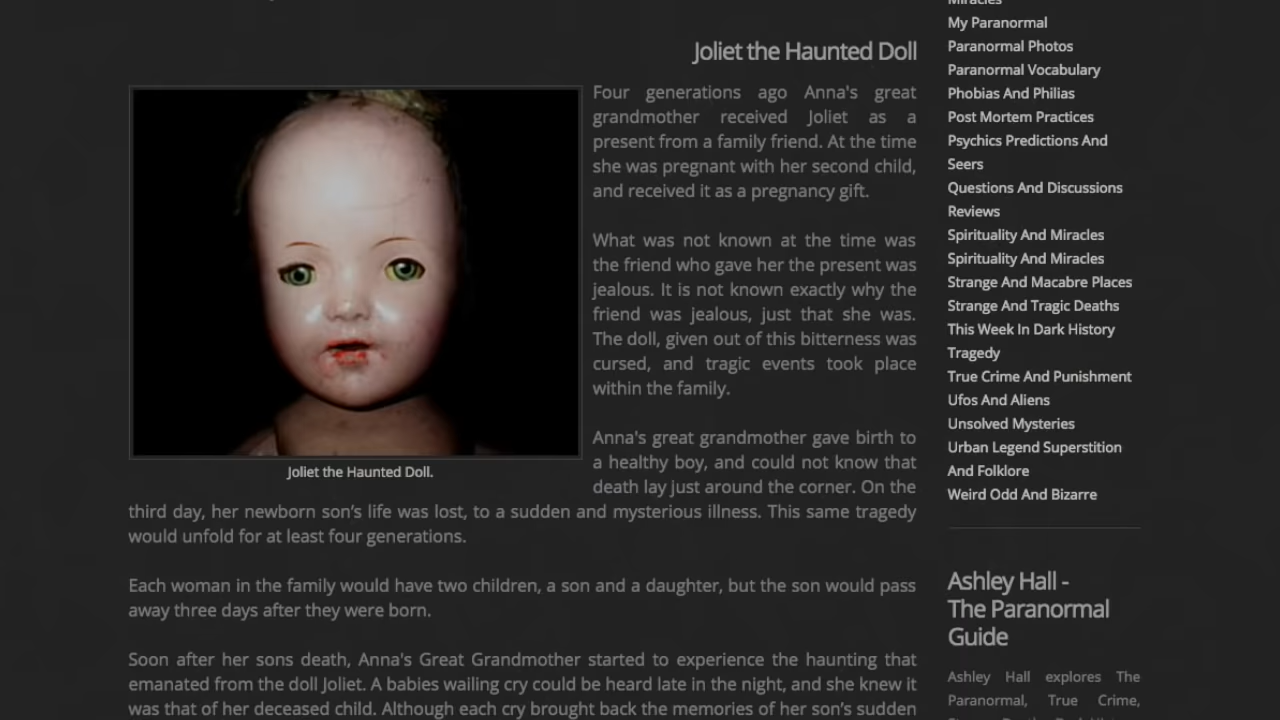 Joliet the Haunted Doll
Four generations ago Anna's great
grandmother received Joliet as a
present from a family friend. At the time
she was pregnant with her second child,
and received it as a pregnancy gift.
What was not known at the time was
the friend who gave her the present was
jealous. It is not known exactly why the
friend was jealous, just that she was.
The doll, given out of this bitterness was
cursed, and tragic events took place
within the family.
Anna's great grandmother gave birth to
a healthy boy, and could not know that
death lay just around the corner. On the
Joliet the Haunted Doll.
third day, her newborn son’s life was lost, to a sudden and mysterious illness. This same tragedy
would unfold for at least four generations.
Each woman in the family would have two children, a son and a daughter, but the son would pass
away three days after they were born.
Soon after her sons death, Anna's Great Grandmother started to experience the haunting that
emanated from the doll Joliet. A babies wailing cry could be heard late in the night, and she knew it
was that of her deceased child. Although each cry brought back the memories of her son’s sudden
Miracles
My Paranormal
Paranormal Photos
Paranormal Vocabulary
Phobias And Philias
Post Mortem Practices
Psychics Predictions And
Seers
Questions And Discussions
Reviews
Spirituality And Miracles
Spirituality And Miracles
Strange And Macabre Places
Strange And Tragic Deaths
This Week In Dark History
Tragedy
True Crime And Punishment
Ufos And Aliens
Unsolved Mysteries
Urban Legend Superstition
And Folklore
Weird Odd And Bizarre
Ashley Hall -
The Paranormal
Guide
Ashley Hall explores The
Paranormal, True Crime,